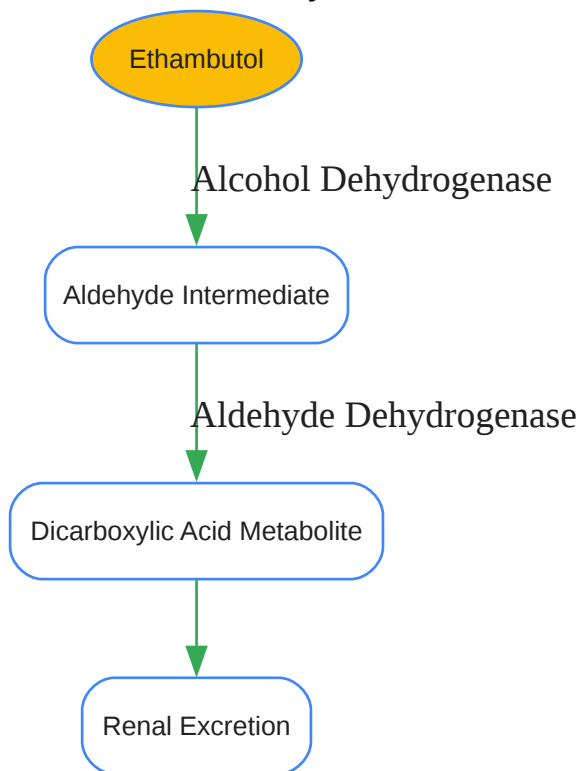 Ethambutol
Alcohol Dehydrogenase
Aldehyde Intermediate
Aldehyde Dehydrogenase
Dicarboxylic Acid Metabolite
Renal Excretion